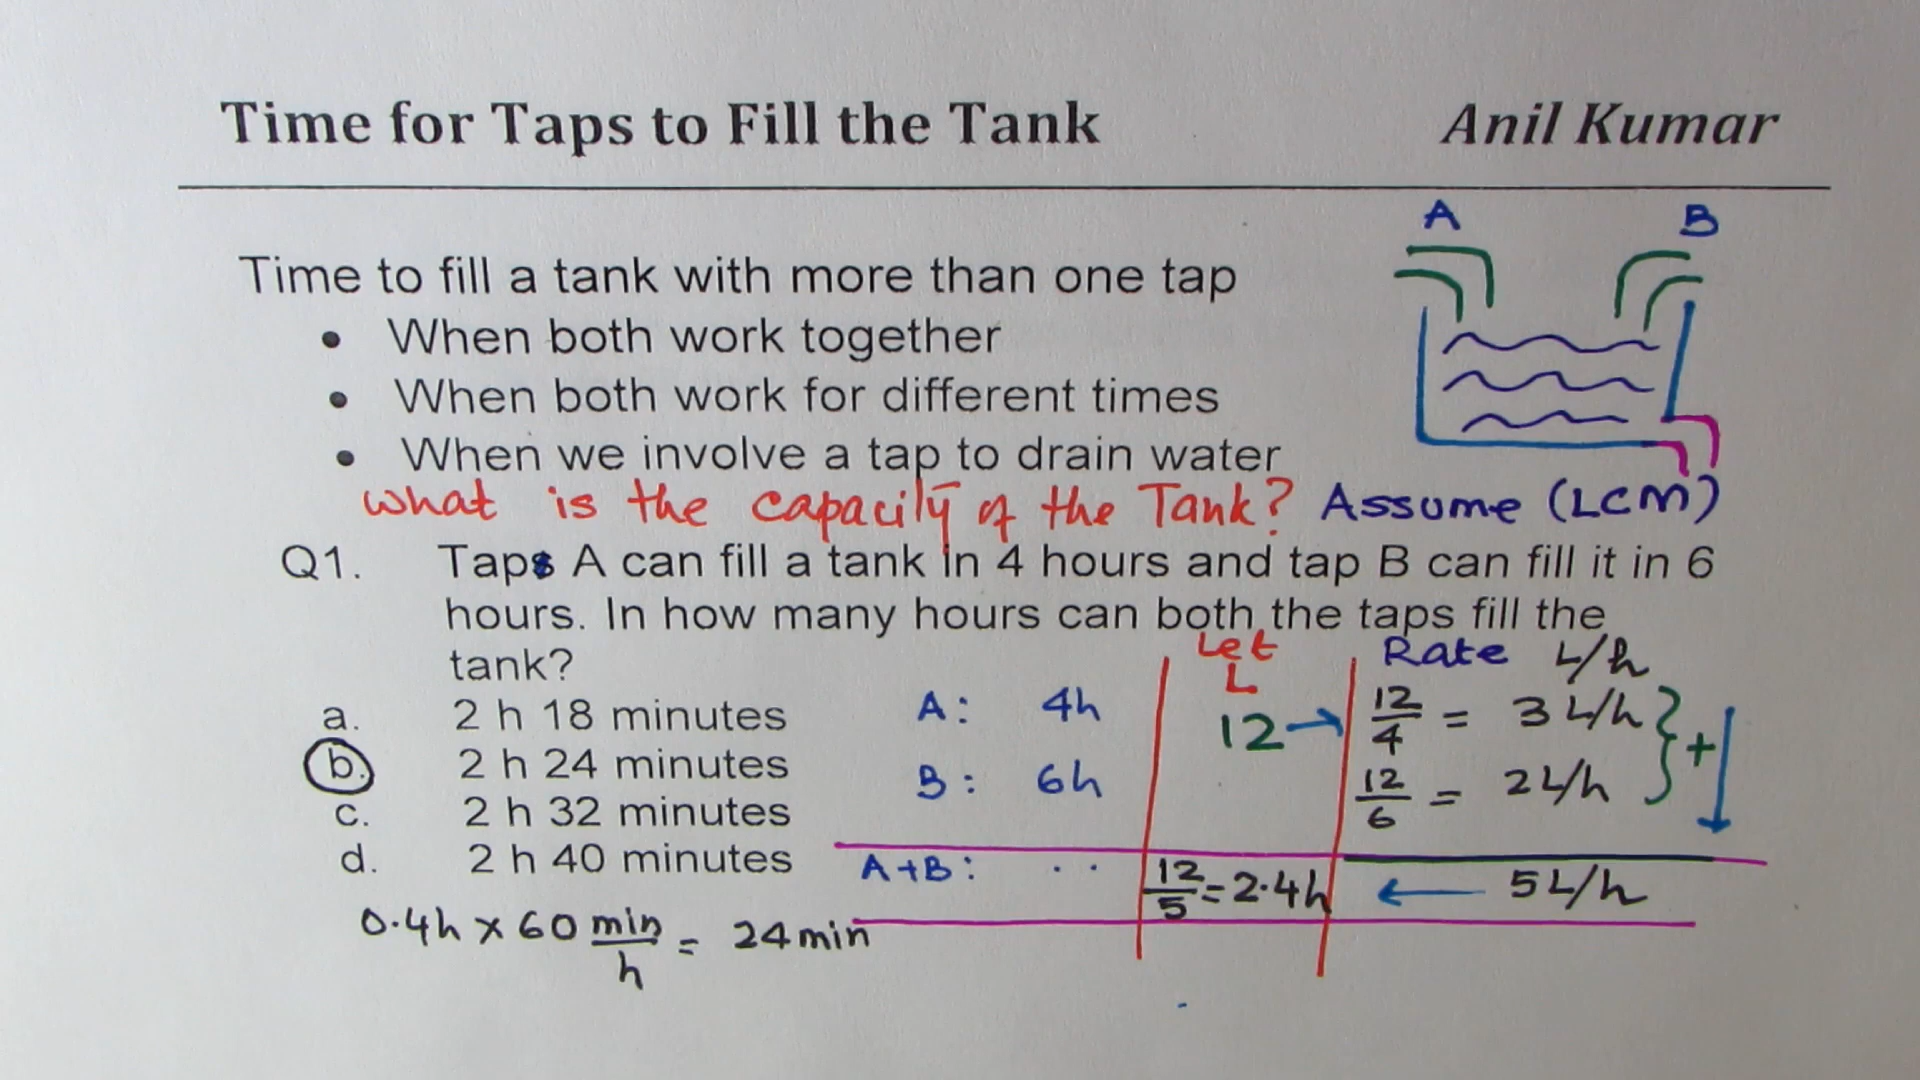 Time for Taps to Fill the Tank Anil Kumar
A B
Time to fill a tank with more than one tap
• When both work together
• When both work for different times
• When we involve a tap to drain water
What is the capacity of the Tank? Assume (LCM)
Q1. Taps A can fill a tank in 4 hours and tap B can fill it in 6
hours. In how many hours can both the taps fill the
tank?
Let L Rate L/h
a. 2 h 18 minutes
b. 2 h 24 minutes
c. 2 h 32 minutes
d. 2 h 40 minutes
A: 4h 12 → 12/4 = 3 L/h
B: 6h 12/6 = 2 L/h } +
A+B: .. 12/5 = 2.4h ← 5 L/h
0.4h × 60 min/h = 24 min